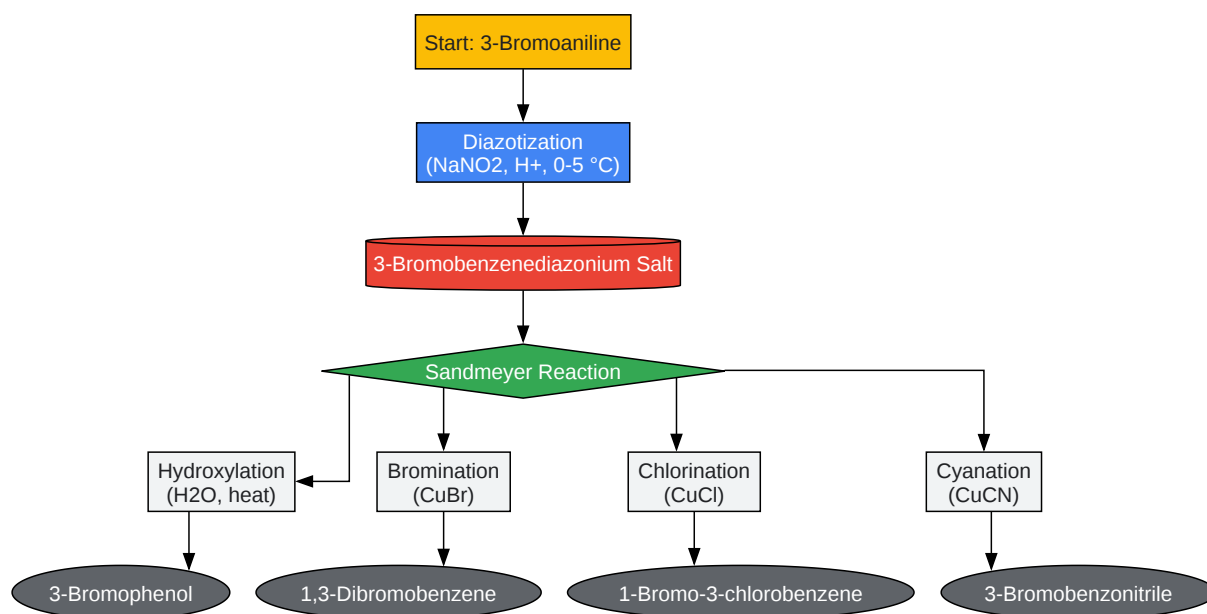 Start: 3-Bromoaniline
Diazotization
(NaNO2, H+, 0-5 °C)
3-Bromobenzenediazonium Salt
Sandmeyer Reaction
Hydroxylation
(H2O, heat)
Bromination
(CuBr)
Chlorination
(CuCl)
Cyanation
(CuCN)
3-Bromophenol
1,3-Dibromobenzene
1-Bromo-3-chlorobenzene
3-Bromobenzonitrile